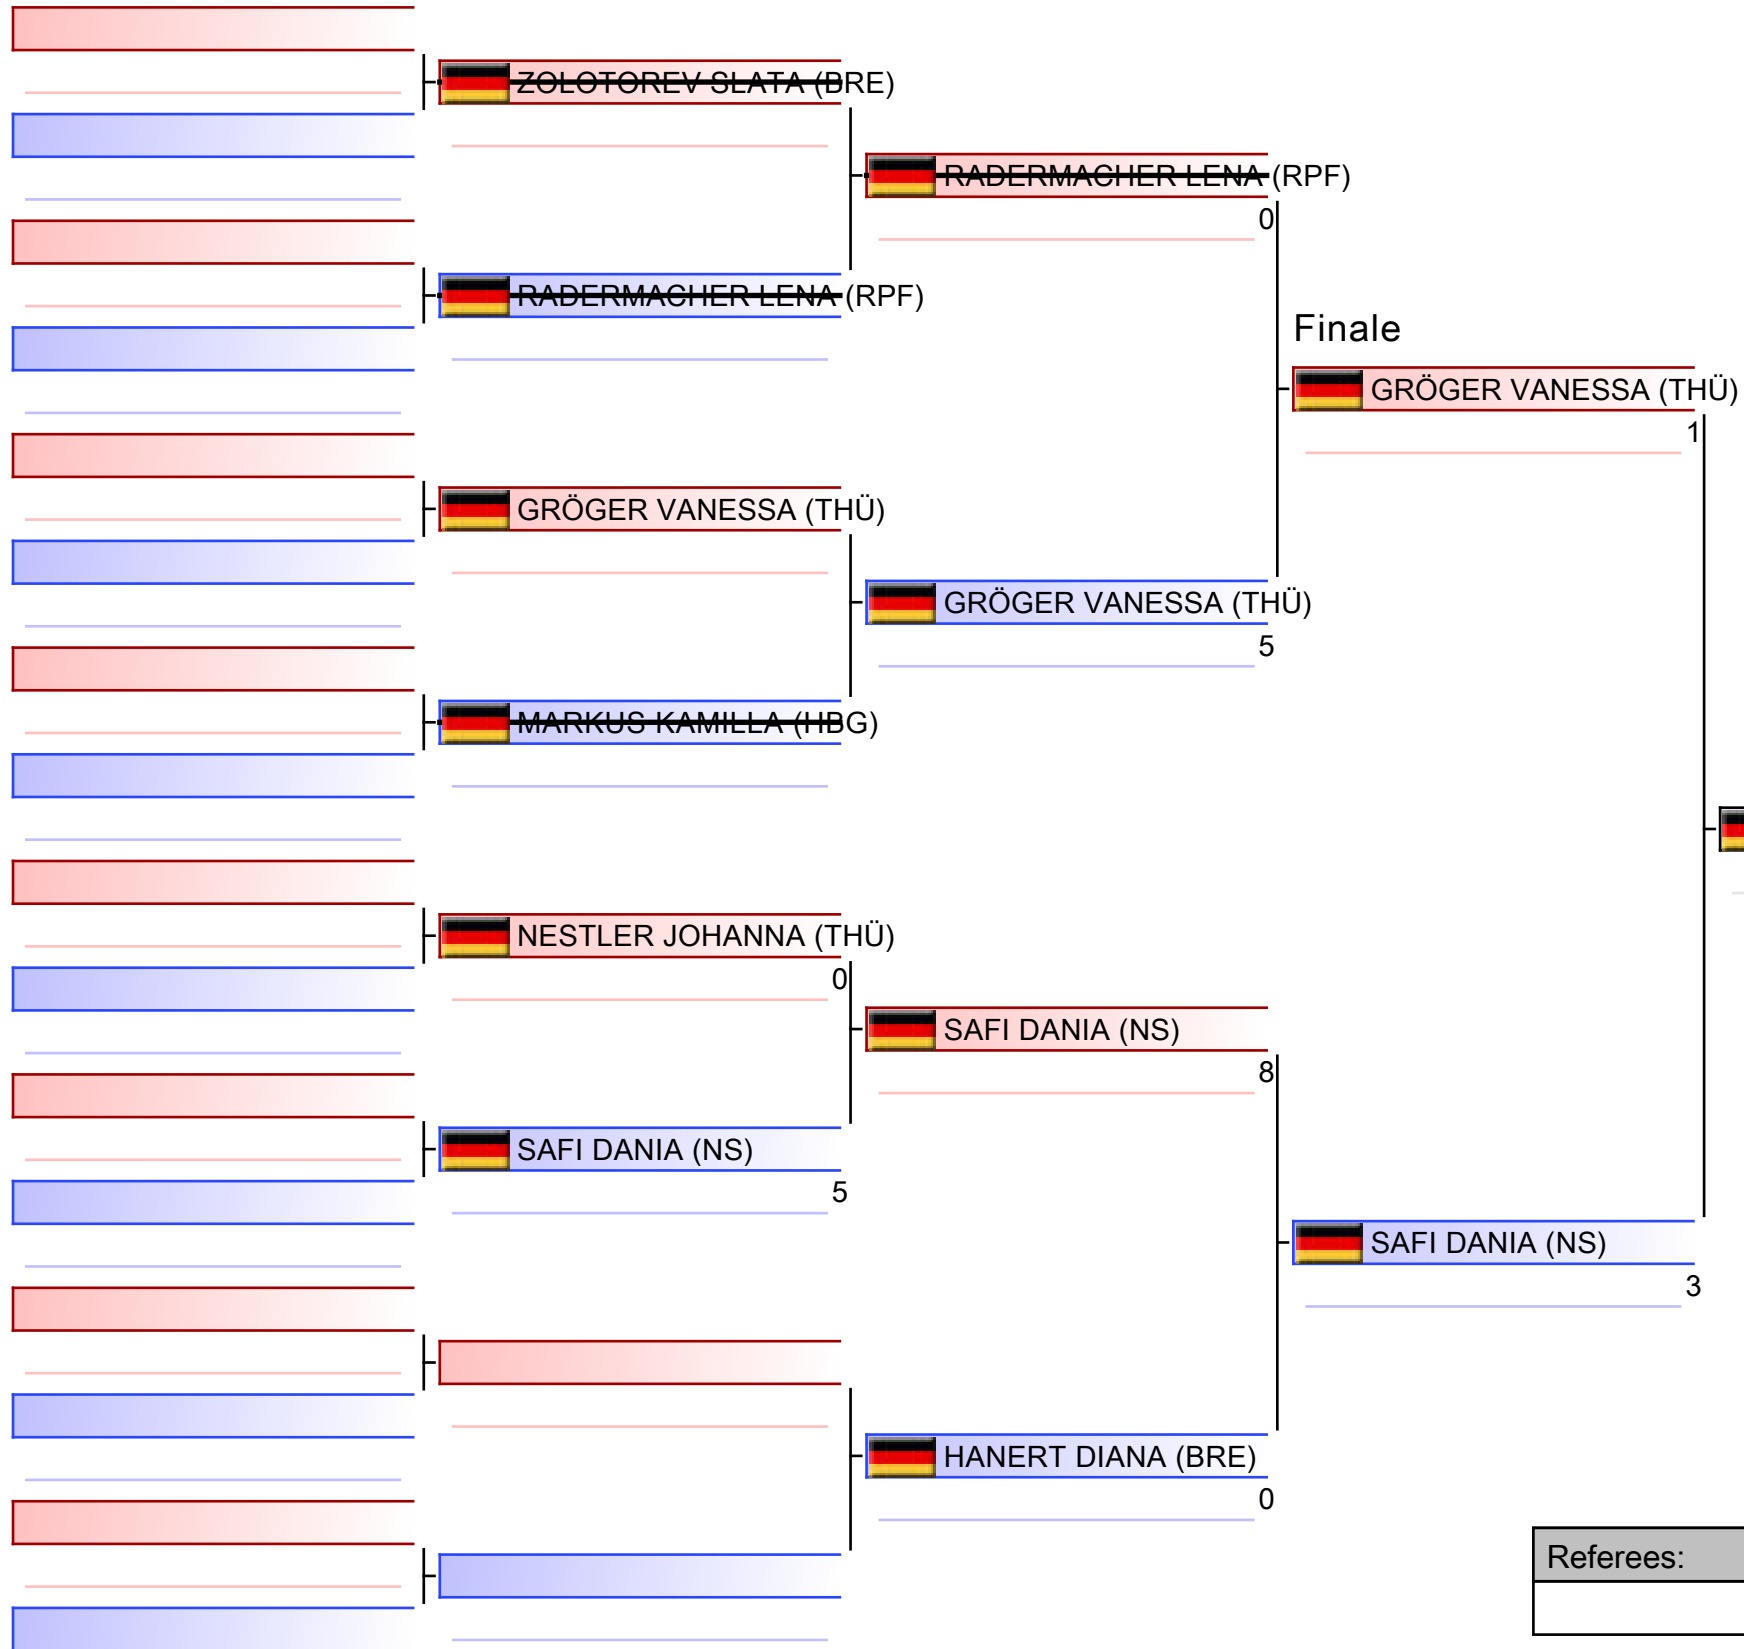 ZOLOTOREV SLATA (BRE)
RADERMACHER LENA (RPF)
0
RADERMACHER LENA (RPF)
Finale
GRÖGER VANESSA (THÜ)
1
GRÖGER VANESSA (THÜ)
GRÖGER VANESSA (THÜ)
5
MARKUS KAMILLA (HBG)
NESTLER JOHANNA (THÜ)
0
SAFI DANIA (NS)
8
SAFI DANIA (NS)
5
SAFI DANIA (NS)
3
HANERT DIANA (BRE)
0
Referees: